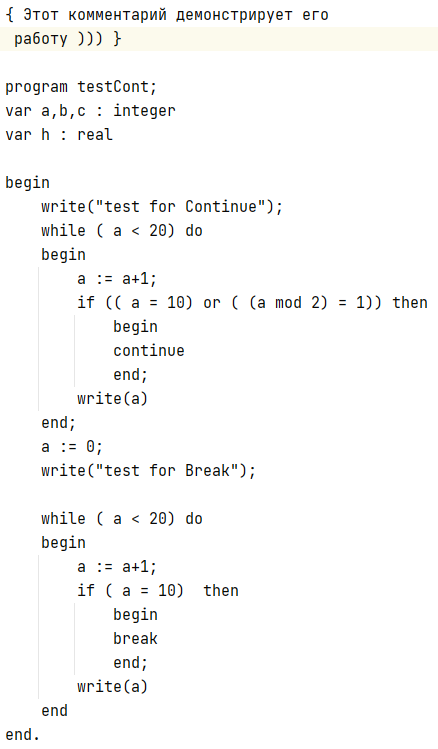 { Этот комментарий демонстрирует его
 работу ))) }

program testCont;
var a,b,c : integer
var h : real

begin
    write("test for Continue");
    while ( a < 20) do
    begin
        a := a+1;
        if (( a = 10) or ( (a mod 2) = 1)) then
            begin
            continue
            end;
        write(a)
    end;
    a := 0;
    write("test for Break");

    while ( a < 20) do
    begin
        a := a+1;
        if ( a = 10)  then
            begin
            break
            end;
        write(a)
    end
end.